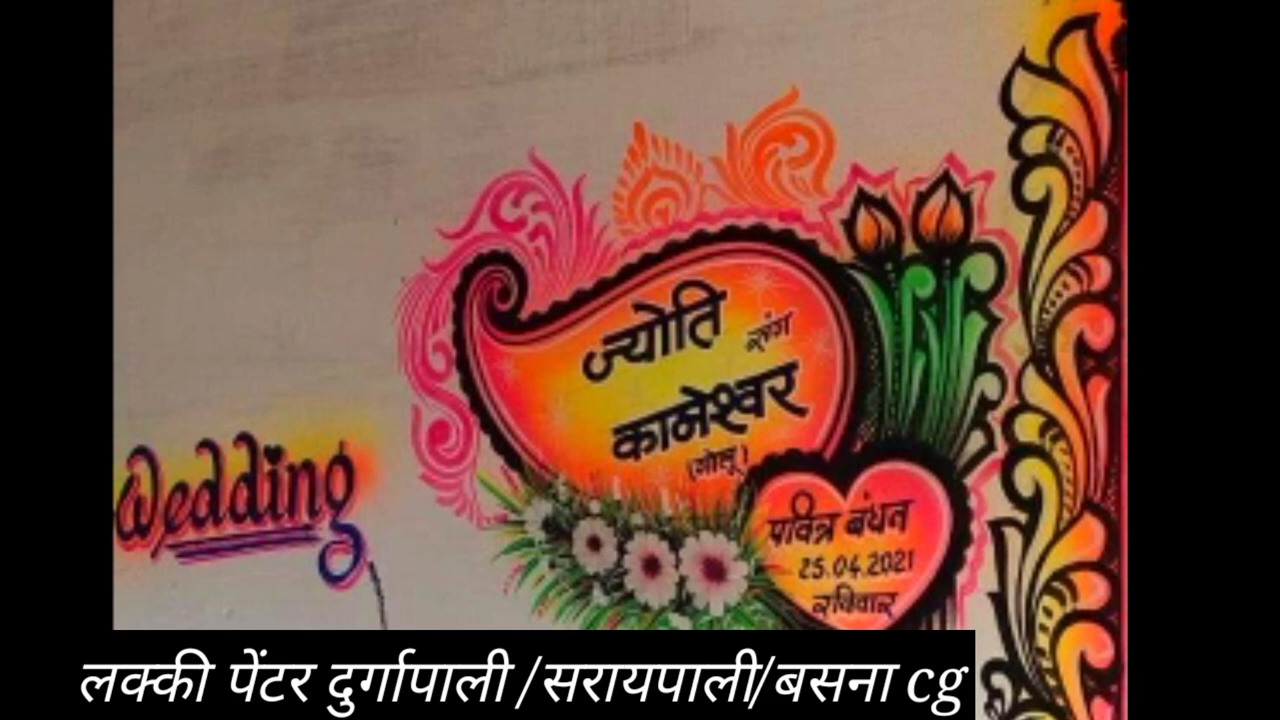 Wedding
ज्योति
संग
कामेश्वर
(गोलू)
पवित्र बंधन
25.04.2021
रविवार
लक्की पेंटर दुर्गापाली /सरायपाली/बसना cg